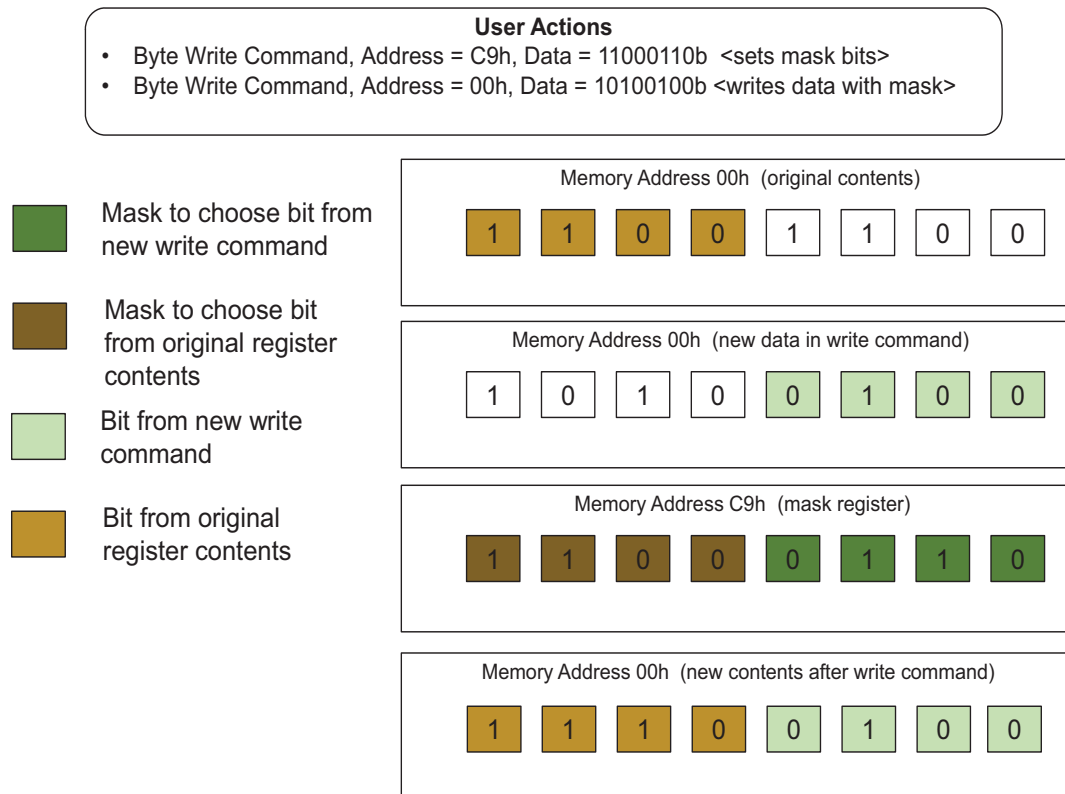 User Actions
• Byte Write Command, Address = C9h, Data = 11000110b <sets mask bits>
• Byte Write Command, Address = 00h, Data = 10100100b <writes data with mask>
Mask to choose bit from
new write command
Mask to choose bit
from original register
contents
Bit from new write
command
Bit from original
register contents
Memory Address 00h (original contents)
1 1 0 0 1 1 0 0
Memory Address 00h (new data in write command)
1 0 1 0 0 1 0 0
Memory Address C9h (mask register)
1 1 0 0 0 1 1 0
Memory Address 00h (new contents after write command)
1 1 1 0 0 1 0 0